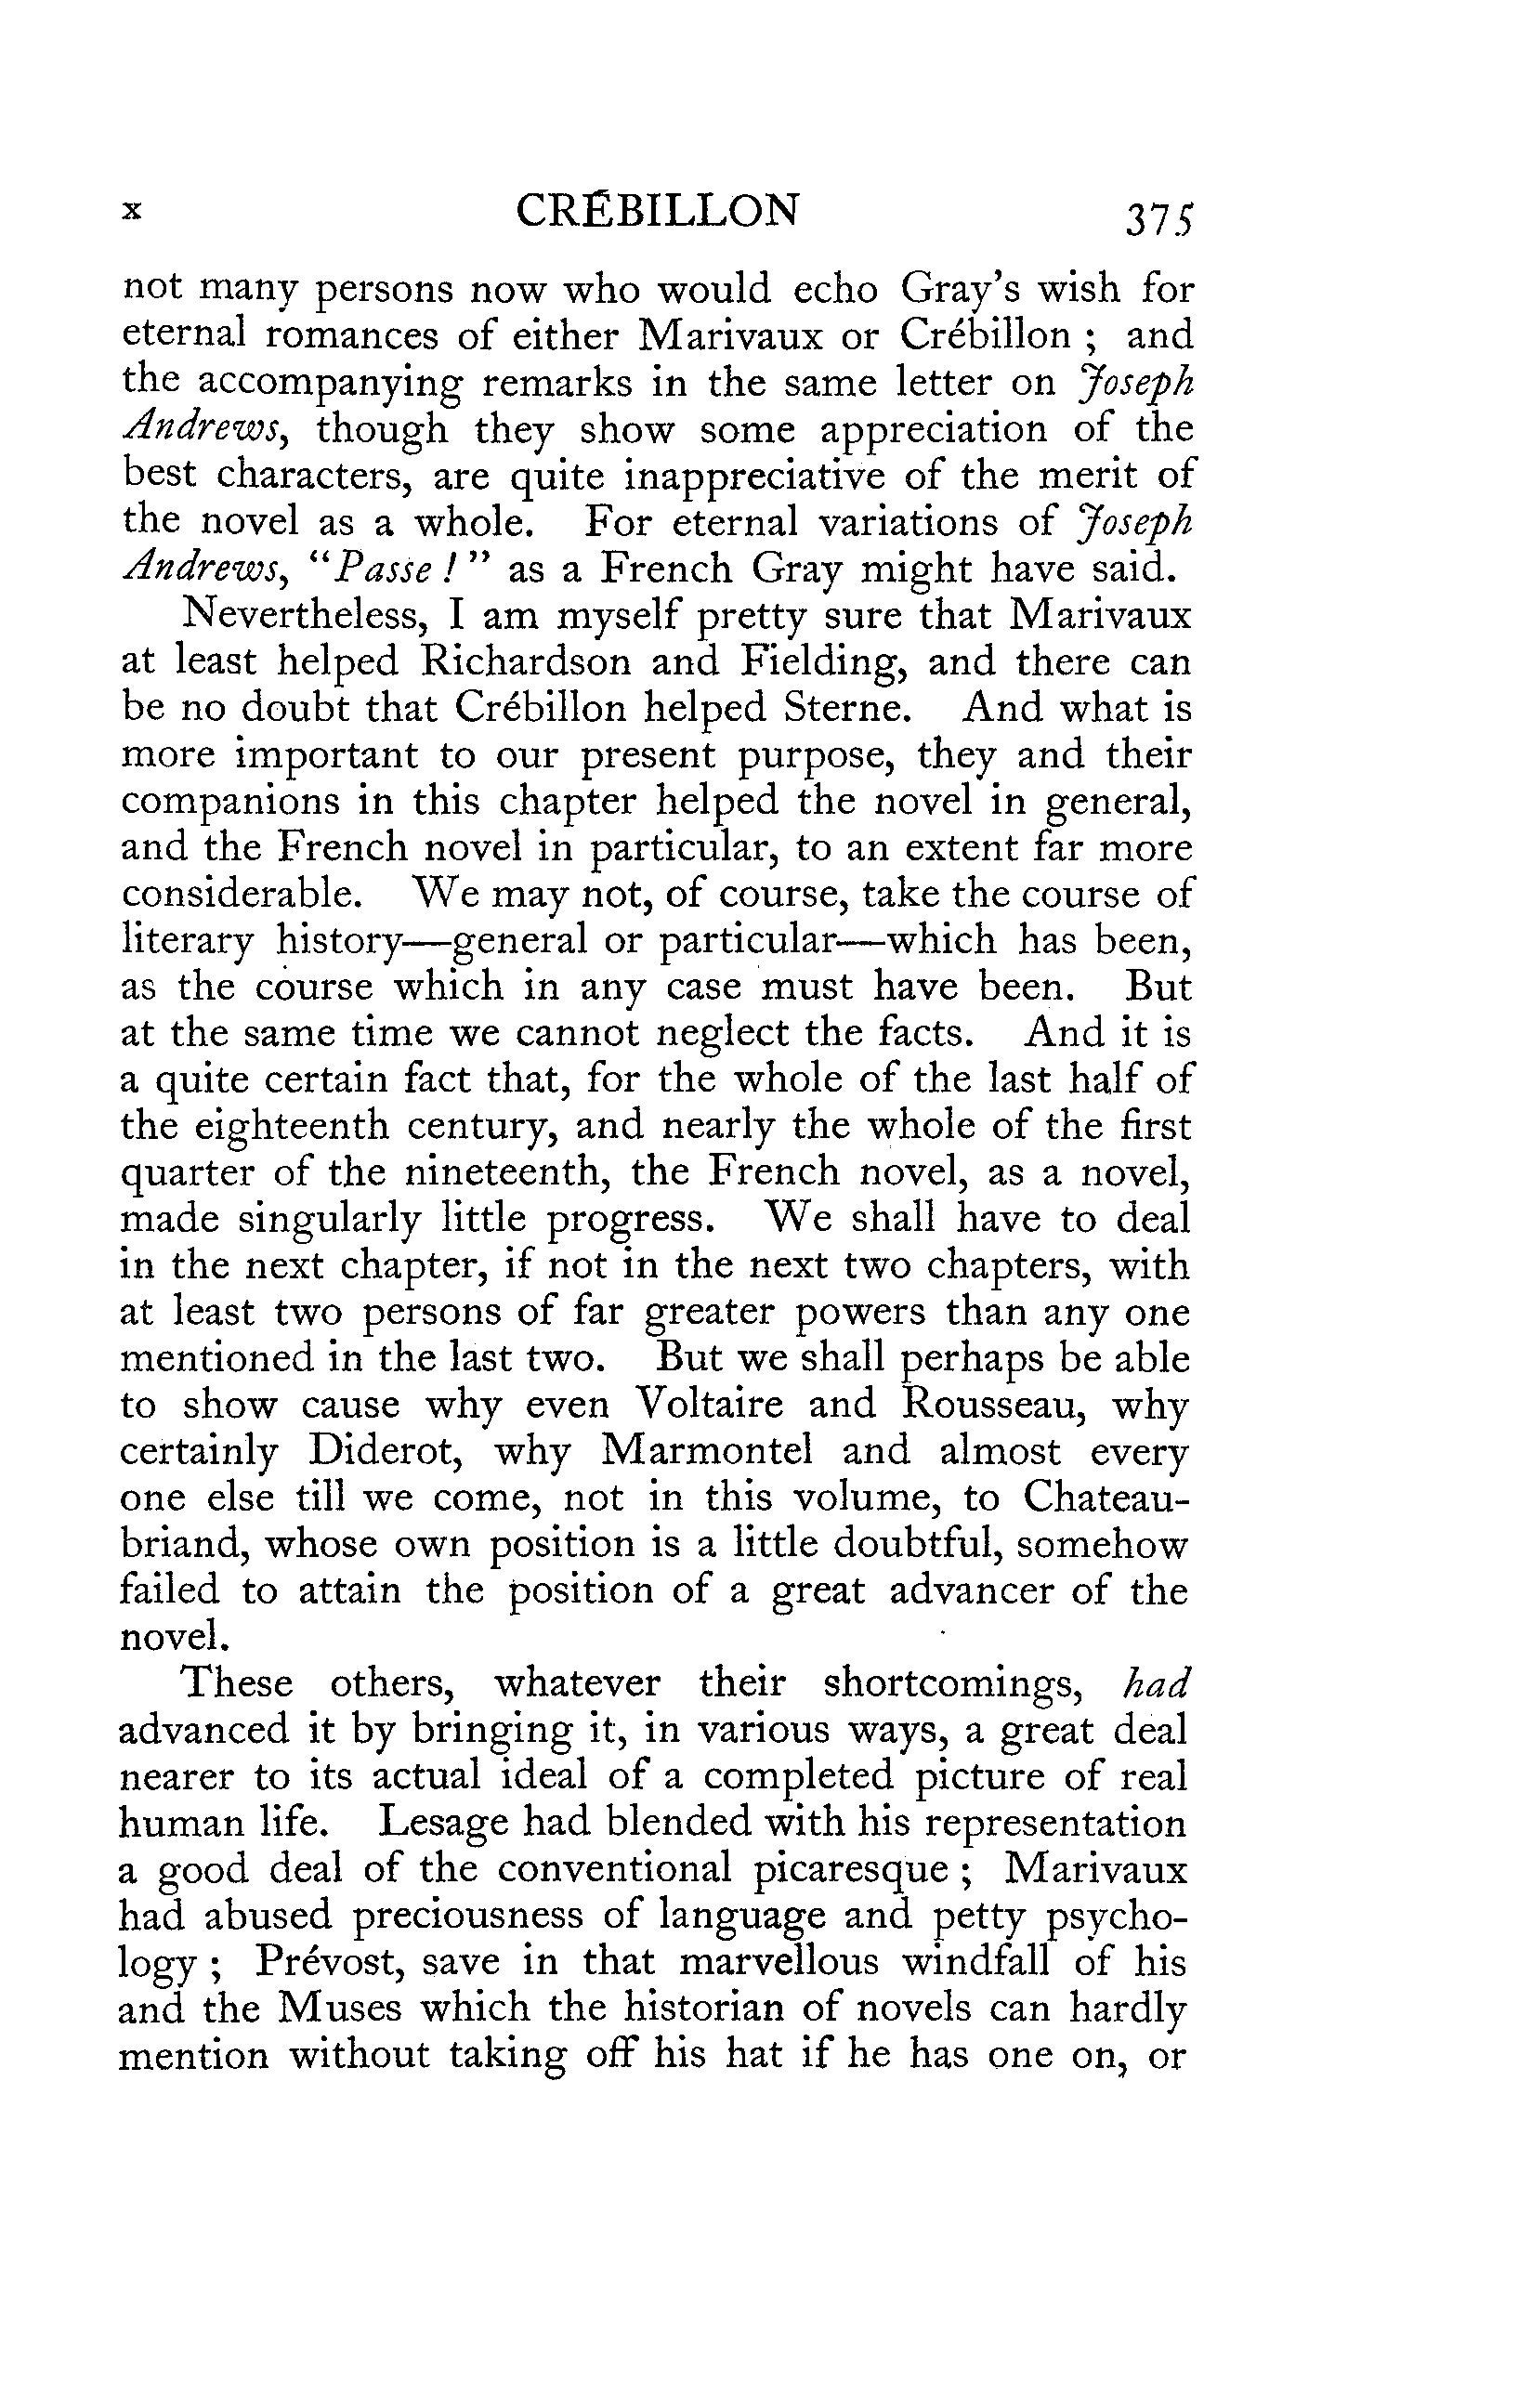 x CRÉBILLON 375
not many persons now who would echo Gray's wish for
eternal romances of either Marivaux or Crébillon ; and
the accompanying remarks in the same letter on Joseph
Andrews, though they show some appreciation of the
best characters, are quite inappreciative of the merit of
the novel as a whole. For eternal variations of Joseph
Andrews, “Passe ! ” as a French Gray might have said.
Nevertheless, I am myself pretty sure that Marivaux
at least helped Richardson and Fielding, and there can
be no doubt that Crébillon helped Sterne. And what is
more important to our present purpose, they and their
companions in this chapter helped the novel in general,
and the French novel in particular, to an extent far more
considerable. We may not, of course, take the course of
literary history—general or particular—which has been,
as the course which in any case must have been. But
at the same time we cannot neglect the facts. And it is
a quite certain fact that, for the whole of the last half of
the eighteenth century, and nearly the whole of the first
quarter of the nineteenth, the French novel, as a novel,
made singularly little progress. We shall have to deal
in the next chapter, if not in the next two chapters, with
at least two persons of far greater powers than any one
mentioned in the last two. But we shall perhaps be able
to show cause why even Voltaire and Rousseau, why
certainly Diderot, why Marmontel and almost every
one else till we come, not in this volume, to Chateau-
briand, whose own position is a little doubtful, somehow
failed to attain the position of a great advancer of the
novel.
These others, whatever their shortcomings, had
advanced it by bringing it, in various ways, a great deal
nearer to its actual ideal of a completed picture of real
human life. Lesage had blended with his representation
a good deal of the conventional picaresque ; Marivaux
had abused preciousness of language and petty psycho-
logy ; Prévost, save in that marvellous windfall of his
and the Muses which the historian of novels can hardly
mention without taking off his hat if he has one on, or